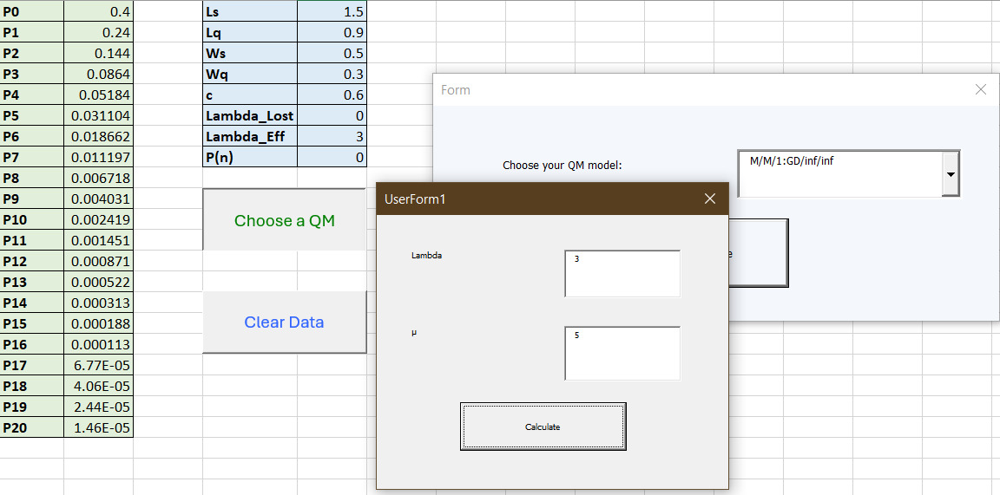 P0 0.4 Ls 1.5
P1 0.24 Lq 0.9
P2 0.144 Ws 0.5
P3 0.0864 Wq 0.3
P4 0.05184 c 0.6
P5 0.031104 Lambda_Lost 0
P6 0.018662 Lambda_Eff 3
P7 0.011197 P(n) 0
P8 0.006718
P9 0.004031
P10 0.002419
P11 0.001451
P12 0.000871
P13 0.000522
P14 0.000313
P15 0.000188
P16 0.000113
P17 6.77E-05
P18 4.06E-05
P19 2.44E-05
P20 1.46E-05
Choose a QM
Clear Data
Form
Choose your QM model: M/M/1:GD/inf/inf
e
UserForm1
Lambda 3
μ 5
Calculate